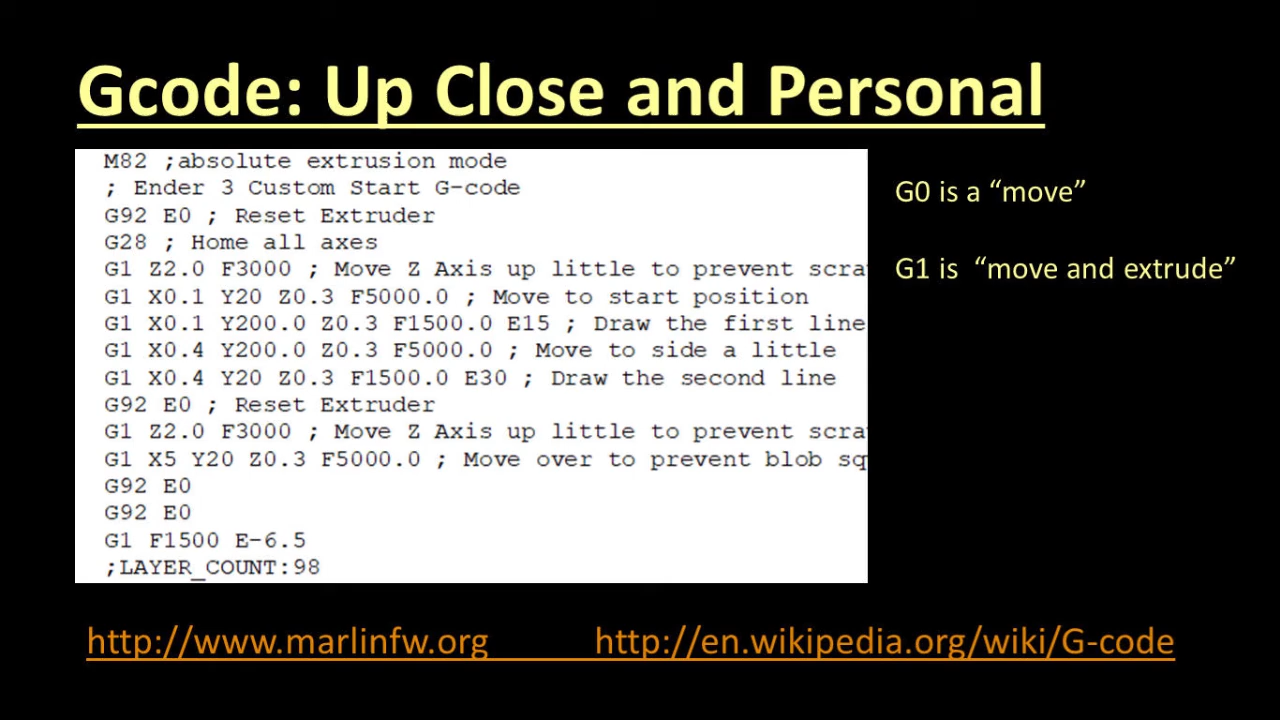 Gcode: Up Close and Personal
M82 ;absolute extrusion mode
; Ender 3 Custom Start G-code
G92 E0 ; Reset Extruder
G28 ; Home all axes
G1 Z2.0 F3000 ; Move Z Axis up little to prevent scra
G1 X0.1 Y20 Z0.3 F5000.0 ; Move to start position
G1 X0.1 Y200.0 Z0.3 F1500.0 E15 ; Draw the first line
G1 X0.4 Y200.0 Z0.3 F5000.0 ; Move to side a little
G1 X0.4 Y20 Z0.3 F1500.0 E30 ; Draw the second line
G92 E0 ; Reset Extruder
G1 Z2.0 F3000 ; Move Z Axis up little to prevent scra
G1 X5 Y20 Z0.3 F5000.0 ; Move over to prevent blob sq
G92 E0
G92 E0
G1 F1500 E-6.5
;LAYER_COUNT:98
G0 is a “move”
G1 is “move and extrude”
http://www.marlinfw.org http://en.wikipedia.org/wiki/G-code